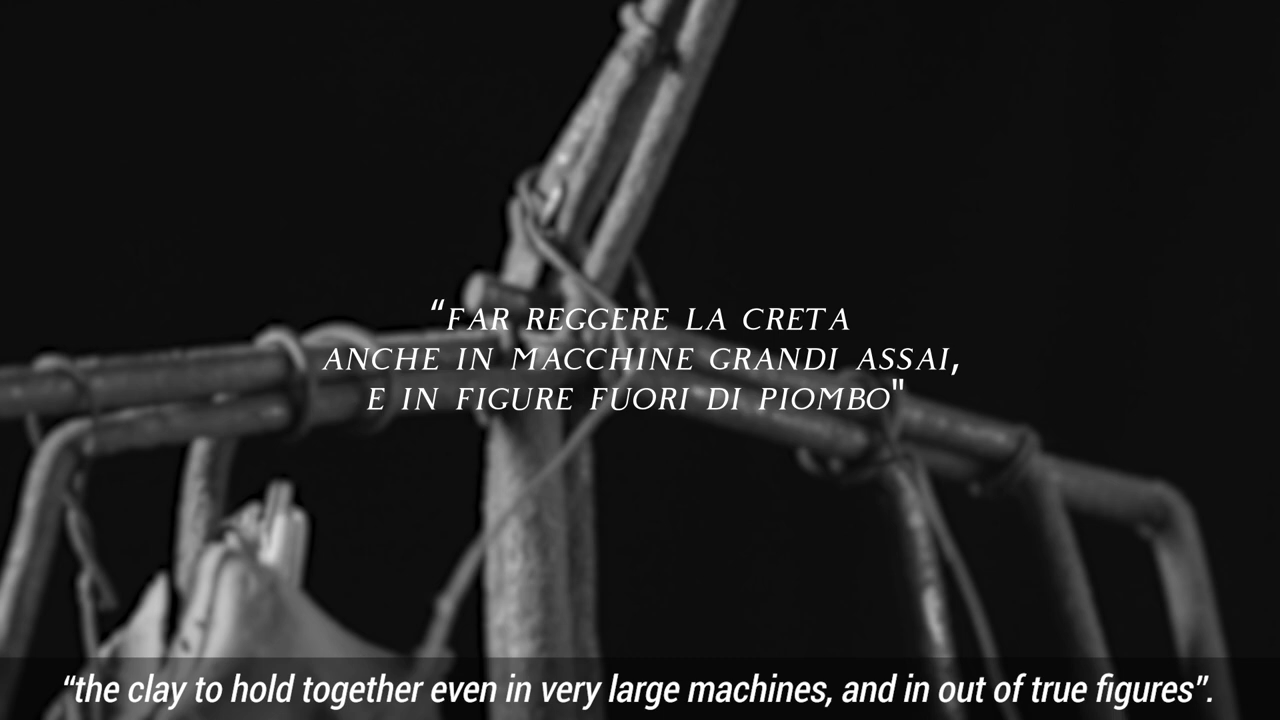 “FAR REGGERE LA CRETA
ANCHE IN MACCHINE GRANDI ASSAI,
E IN FIGURE FUORI DI PIOMBO"
“the clay to hold together even in very large machines, and in out of true figures”.